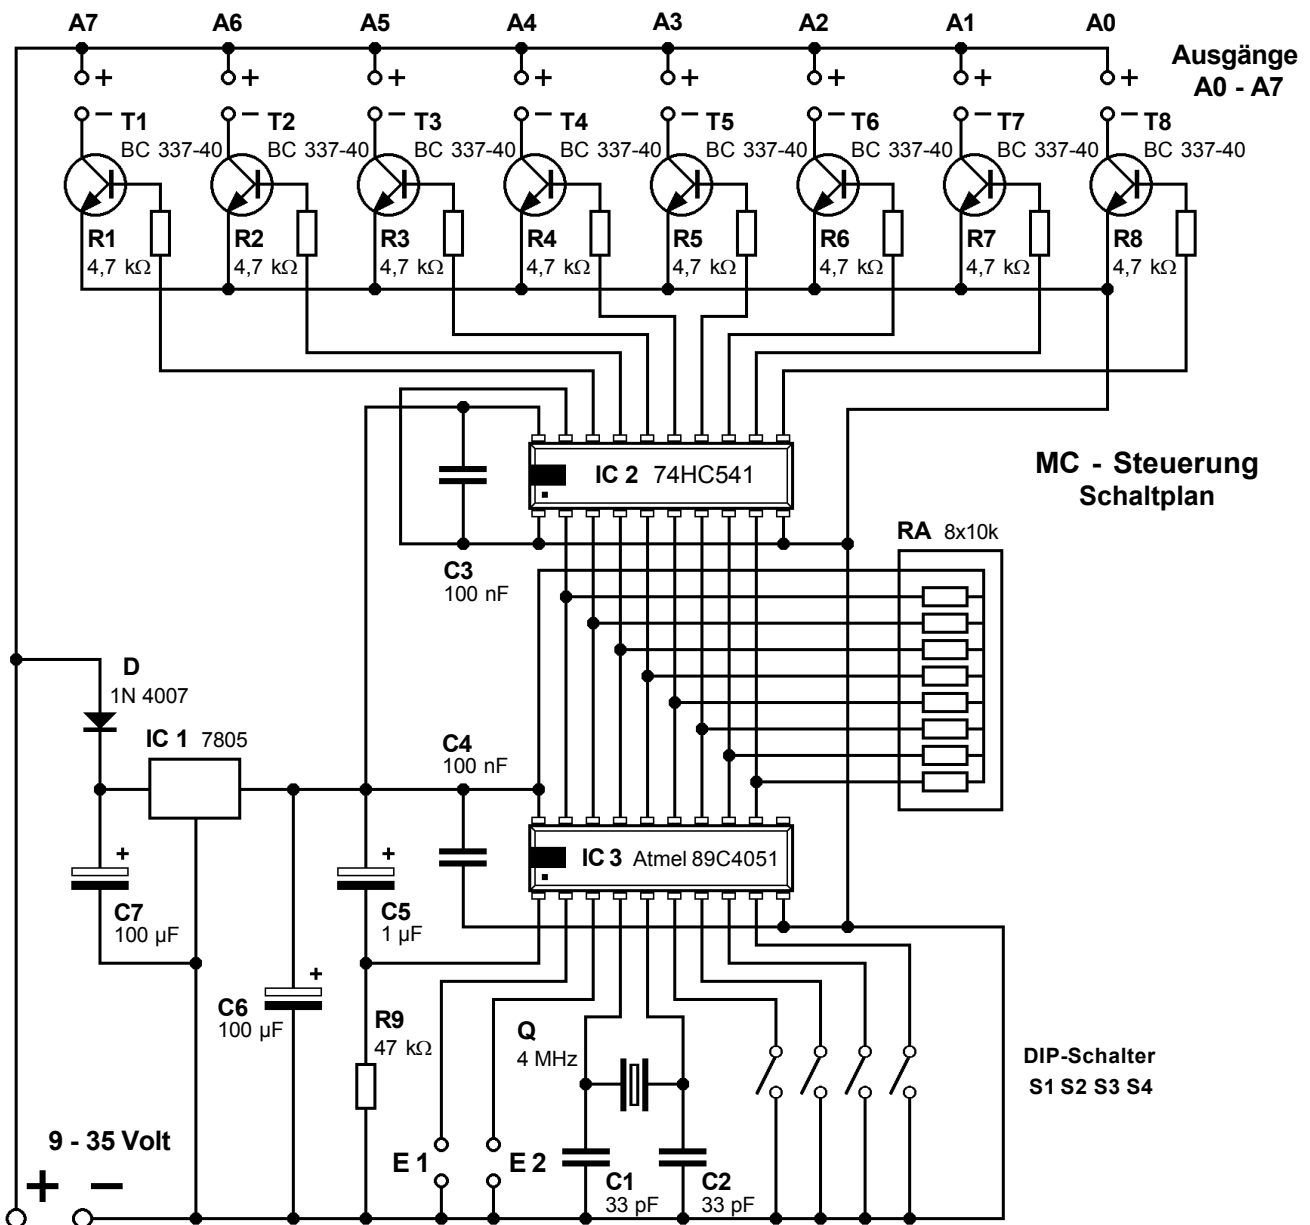 A7 A6 A5 A4 A3 A2 A1 A0
Ausgänge
A0 - A7
+ + + + + + + +
− − − − − − − −
T1 T2 T3 T4 T5 T6 T7 T8
BC 337-40 BC 337-40 BC 337-40 BC 337-40 BC 337-40 BC 337-40 BC 337-40 BC 337-40
R1 R2 R3 R4 R5 R6 R7 R8
4,7 kΩ 4,7 kΩ 4,7 kΩ 4,7 kΩ 4,7 kΩ 4,7 kΩ 4,7 kΩ 4,7 kΩ
IC 2 74HC541
MC - Steuerung
Schaltplan
RA 8x10k
C3
100 nF
D
1N 4007
IC 1 7805
C4
100 nF
IC 3 Atmel 89C4051
+
C7
100 µF
+
C5
1 µF
+
C6
100 µF
R9
47 kΩ
Q
4 MHz
DIP-Schalter
S1 S2 S3 S4
9 - 35 Volt
+ −
E 1 E 2
C1
33 pF
C2
33 pF